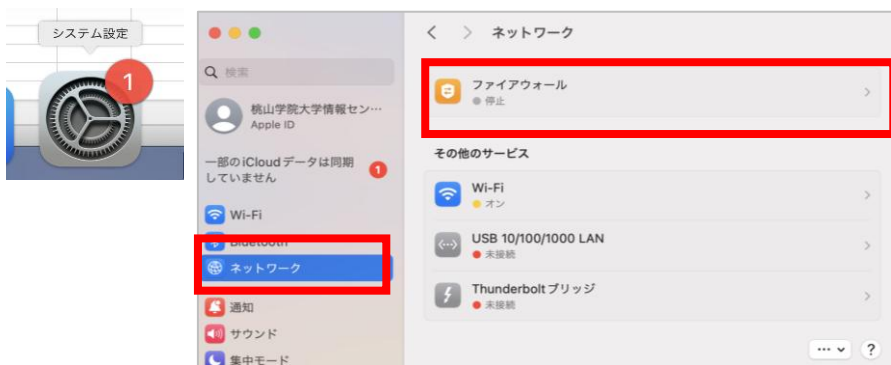 システム設定
1
検索
桃山学院大学情報セン…
Apple ID
一部のiCloudデータは同期
していません
1
Wi-Fi
Bluetooth
ネットワーク
通知
サウンド
集中モード
ネットワーク
ファイアウォール
停止
その他のサービス
Wi-Fi
オン
USB 10/100/1000 LAN
未接続
Thunderboltブリッジ
未接続
?